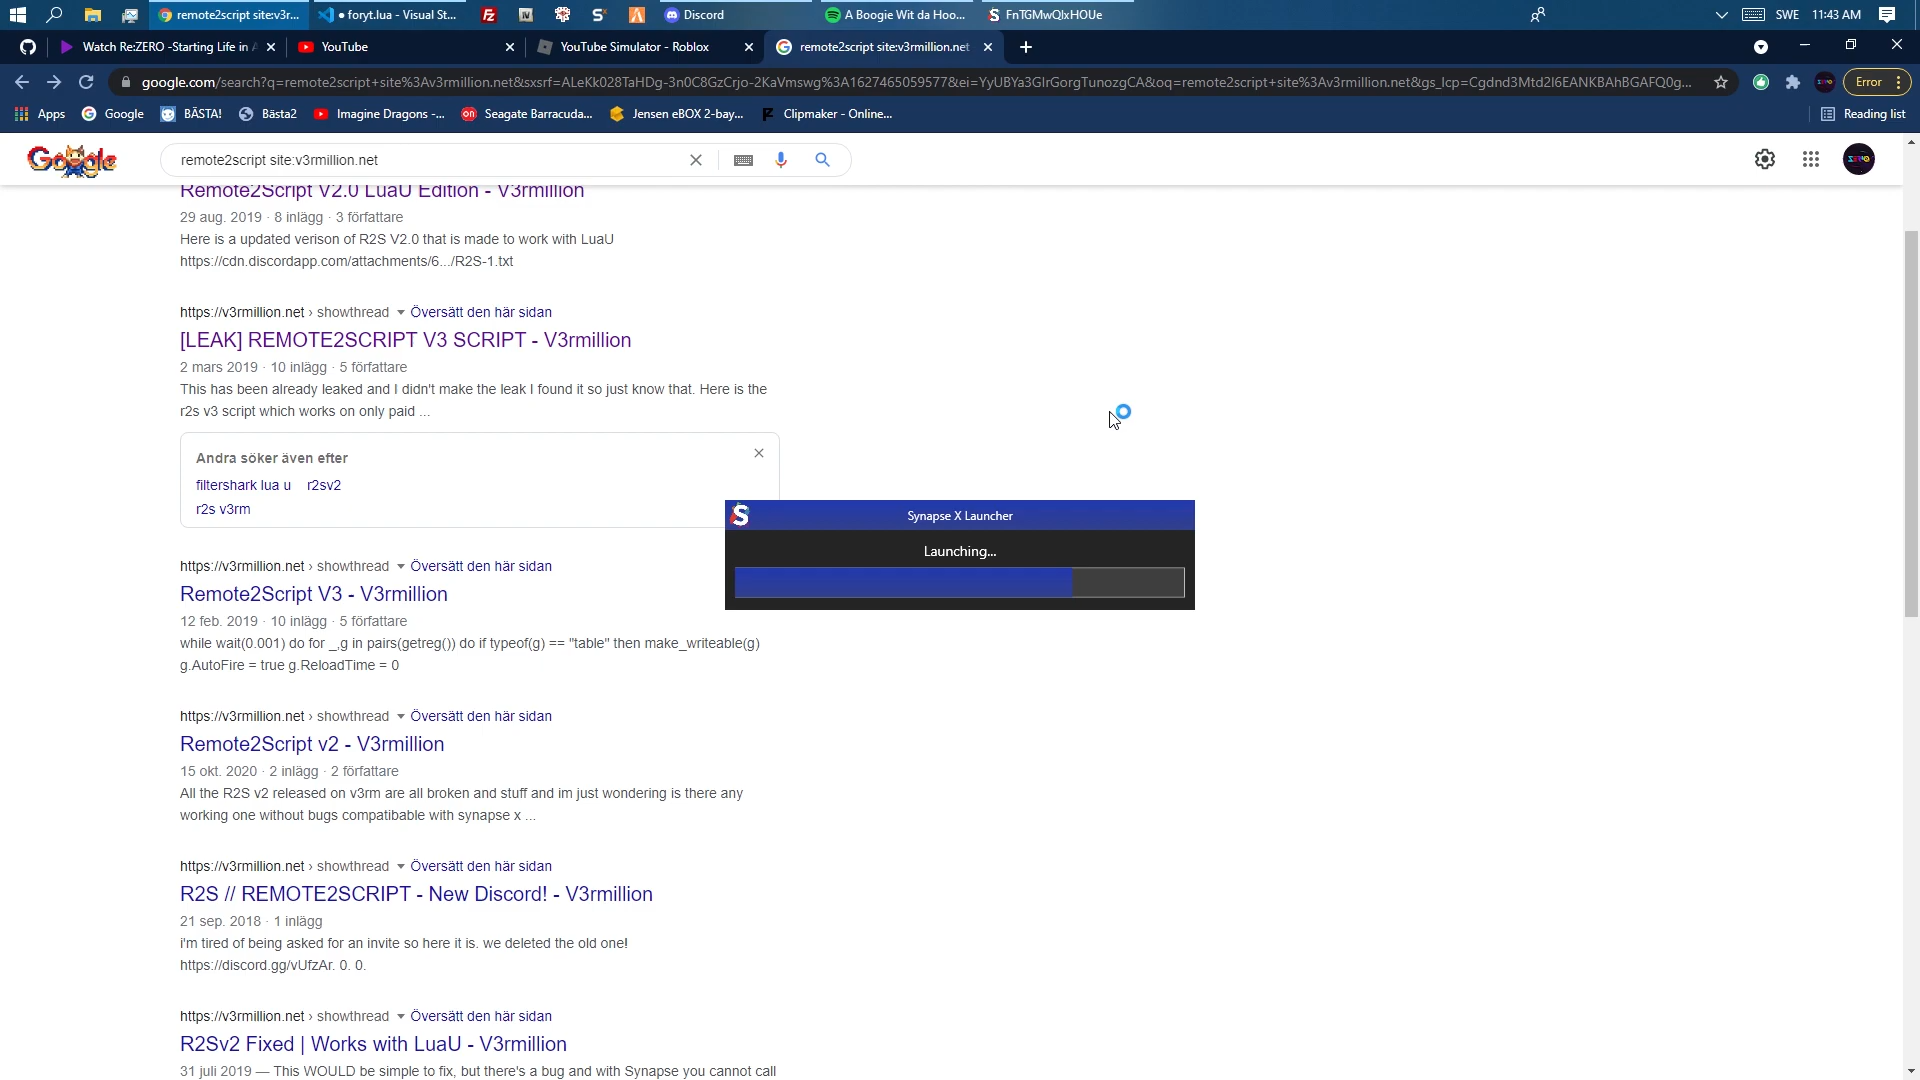 remote2script site:v3r...
foryt.lua - Visual St...
Discord
A Boogie Wit da Hoo...
FnTGMwQlxHOUe
SWE
11:43 AM
Watch Re:ZERO -Starting Life in A
YouTube
YouTube Simulator - Roblox
remote2script site:v3rmillion.net
google.com/search?q=remote2script+site%3Av3rmillion.net&sxsrf=ALeKk028TaHDg-3n0C8GzCrjo-2KaVmswg%3A1627465059577&ei=YyUBYa3GIrGorgTunozgCA&oq=remote2script+site%3Av3rmillion.net&gs_lcp=Cgdnd3Mtd2l6EANKBAhBGAFQ0g...
Error
Apps
Google
BÄSTA!
Bästa2
Imagine Dragons -...
Seagate Barracuda...
Jensen eBOX 2-bay...
Clipmaker - Online...
Reading list
Google
remote2script site:v3rmillion.net
Remote2Script V2.0 LuaU Edition - V3rmillion
29 aug. 2019 · 8 inlägg · 3 författare
Here is a updated verison of R2S V2.0 that is made to work with LuaU
https://cdn.discordapp.com/attachments/6.../R2S-1.txt
https://v3rmillion.net › showthread Översätt den här sidan
[LEAK] REMOTE2SCRIPT V3 SCRIPT - V3rmillion
2 mars 2019 · 10 inlägg · 5 författare
This has been already leaked and I didn't make the leak I found it so just know that. Here is the
r2s v3 script which works on only paid ...
Andra söker även efter
filtershark lua u r2sv2
r2s v3rm
Synapse X Launcher
Launching...
https://v3rmillion.net › showthread Översätt den här sidan
Remote2Script V3 - V3rmillion
12 feb. 2019 · 10 inlägg · 5 författare
while wait(0.001) do for _,g in pairs(getreg()) do if typeof(g) == "table" then make_writeable(g)
g.AutoFire = true g.ReloadTime = 0
https://v3rmillion.net › showthread Översätt den här sidan
Remote2Script v2 - V3rmillion
15 okt. 2020 · 2 inlägg · 2 författare
All the R2S v2 released on v3rm are all broken and stuff and im just wondering is there any
working one without bugs compatibable with synapse x ...
https://v3rmillion.net › showthread Översätt den här sidan
R2S // REMOTE2SCRIPT - New Discord! - V3rmillion
21 sep. 2018 · 1 inlägg
i'm tired of being asked for an invite so here it is. we deleted the old one!
https://discord.gg/vUfzAr. 0. 0.
https://v3rmillion.net › showthread Översätt den här sidan
R2Sv2 Fixed | Works with LuaU - V3rmillion
31 juli 2019 — This WOULD be simple to fix, but there's a bug and with Synapse you cannot call